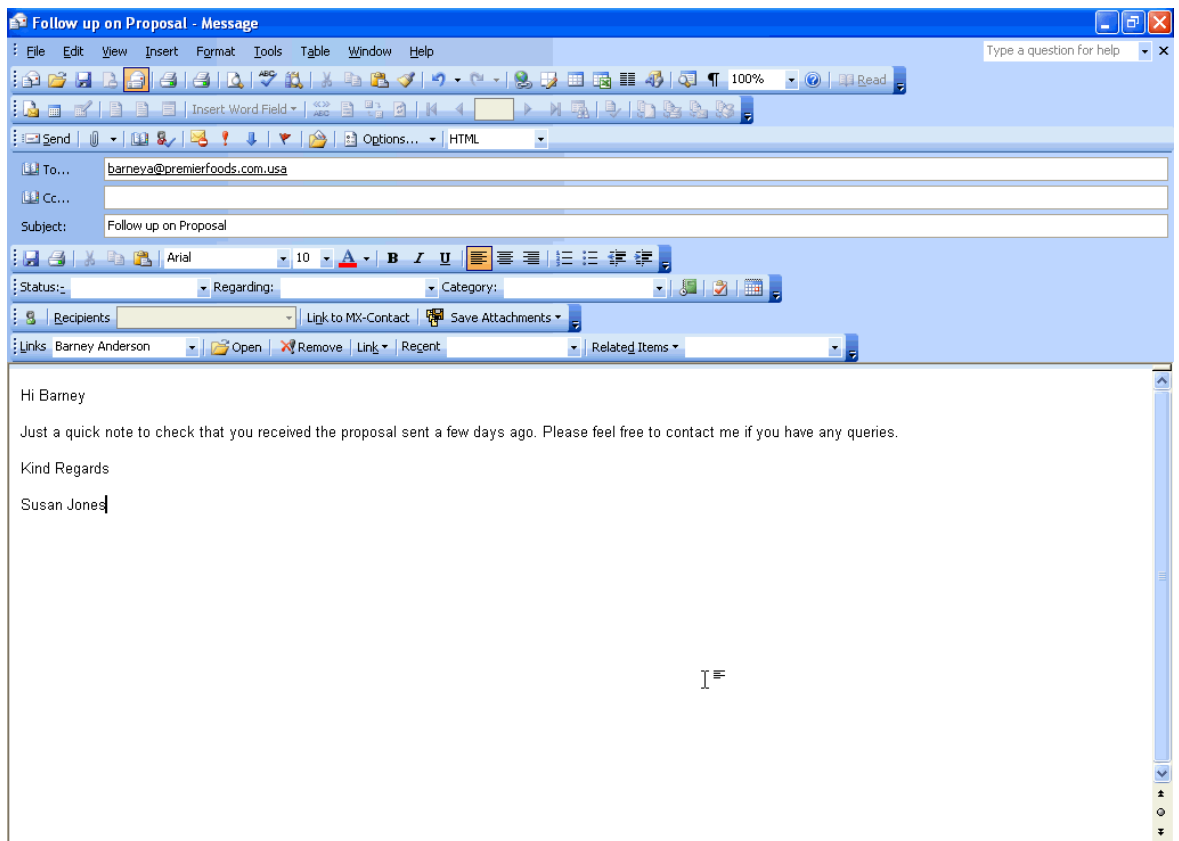 Follow up on Proposal - Message
File Edit View Insert Format Tools Table Window Help Type a question for help
100% Read
Insert Word Field
Send Options... HTML
To... barneya@premierfoods.com.usa
Cc...
Subject: Follow up on Proposal
Arial 10 A B I U
Status:- Regarding: Category:
Recipients Link to MX-Contact Save Attachments
Links Barney Anderson Open Remove Link Recent Related Items
Hi Barney
Just a quick note to check that you received the proposal sent a few days ago. Please feel free to contact me if you have any queries.
Kind Regards
Susan Jones